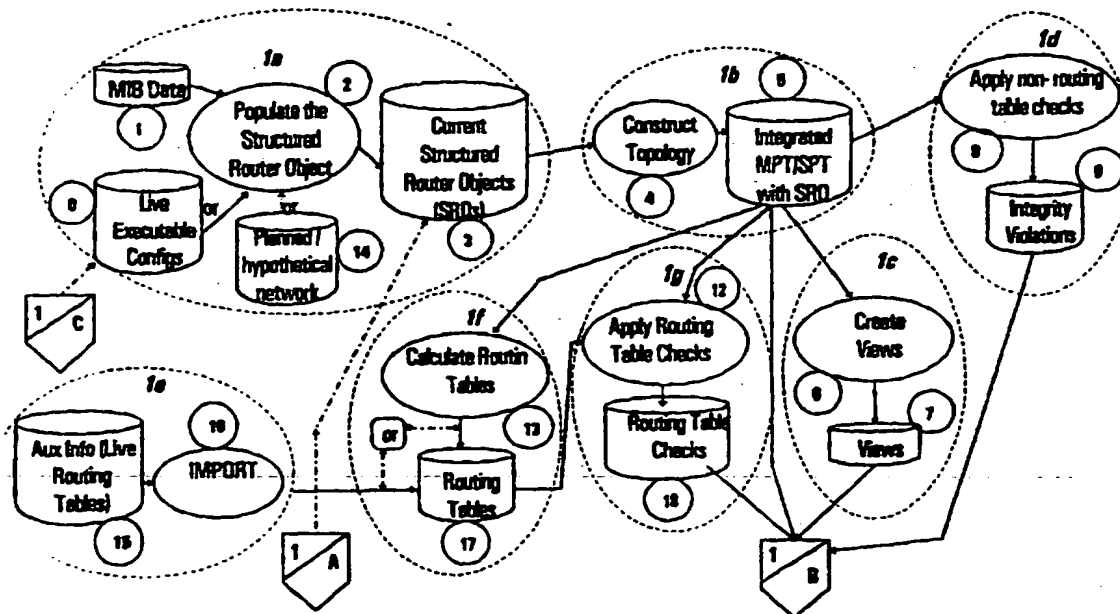 1a
MIB Data
1
2
Populate the
Structured
Router Object
0
Live
Executable
Configs
or
or
Planned /
hypothetical
network
14
Current
Structured
Router Objects
(SROs)
3
1
C
1b
Construct
Topology
4
5
Integrated
MPT/SPT
with SRO
1d
Apply non-routing
table checks
8
9
Integrity
Violations
1e
Aux Info (Live
Routing
Tables)
15
16
IMPORT
1
A
1f
Calculate Routin
Tables
13
or
Routing
Tables
17
1g
12
Apply Routing
Table Checks
Routing Table
Checks
18
1c
Create
Views
6
7
Views
1
B